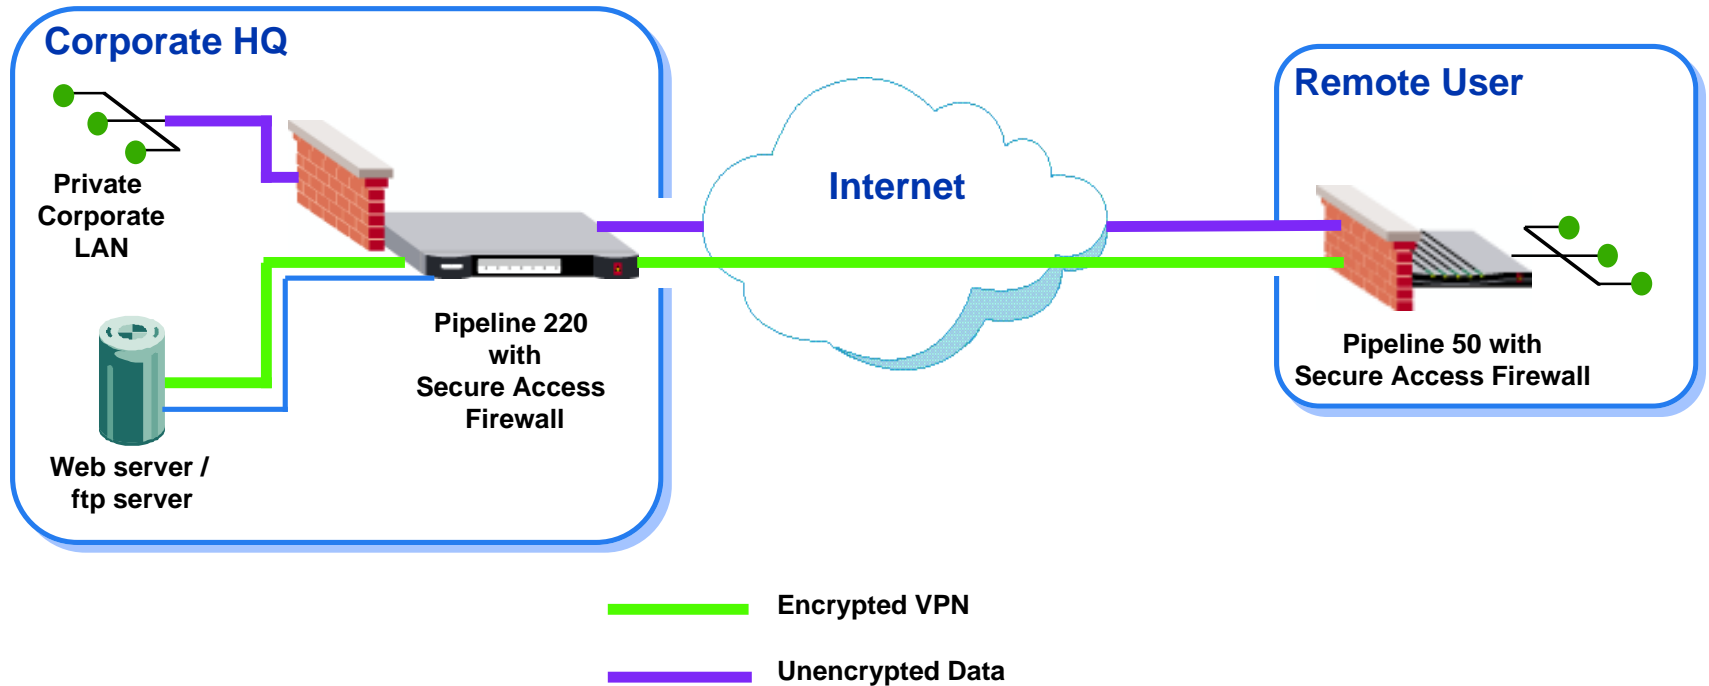 Corporate HQ
Private
Corporate
LAN
Web server /
ftp server
Pipeline 220
with
Secure Access
Firewall
Internet
Remote User
Pipeline 50 with
Secure Access Firewall
Encrypted VPN
Unencrypted Data